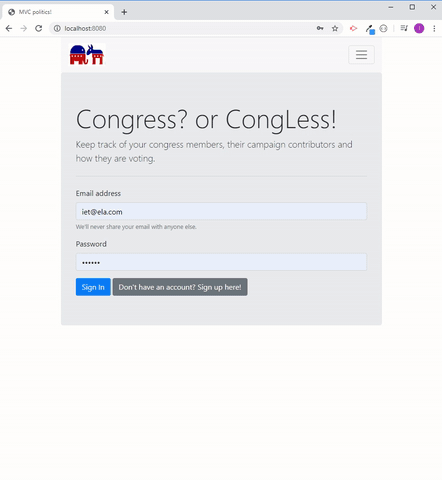 MVC politics!
localhost:8080
Congress? or CongLess!
Keep track of your congress members, their campaign contributors and
how they are voting.
Email address
iet@ela.com
We'll never share your email with anyone else.
Password
••••••
Sign In
Don't have an account? Sign up here!